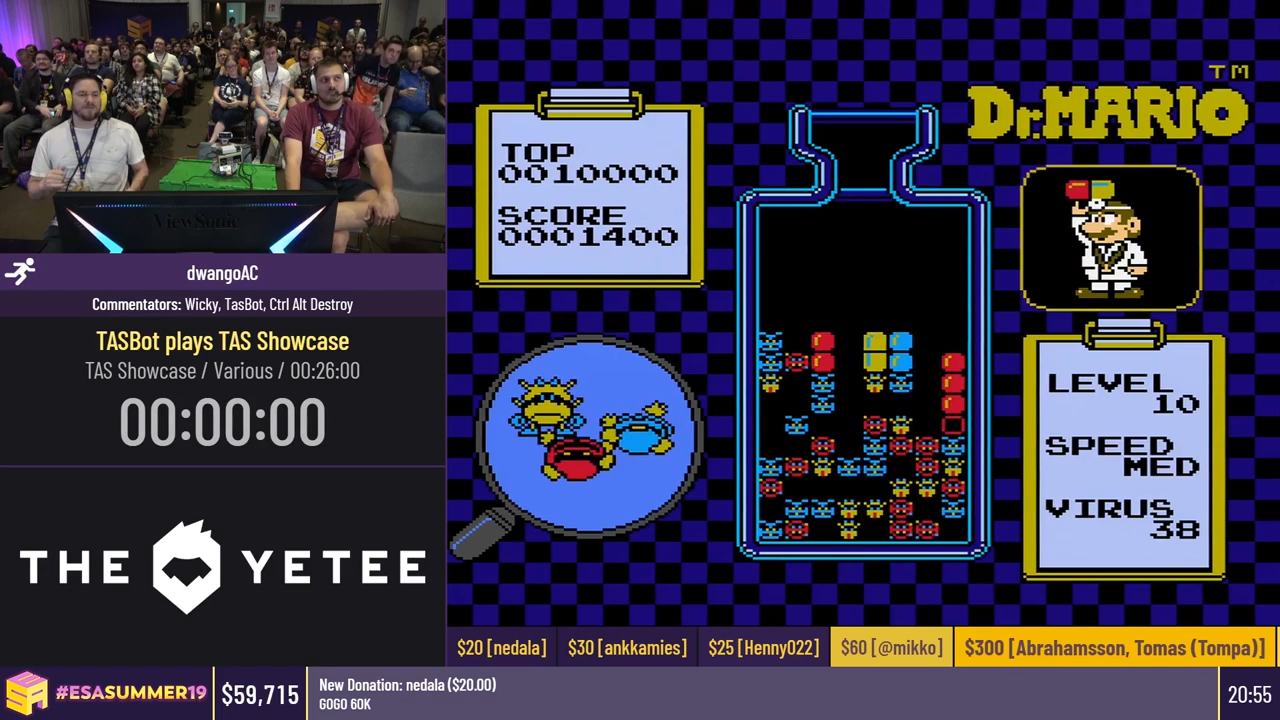 ViewSonic
dwangoAC
Commentators: Wicky, TasBot, Ctrl Alt Destroy
TASBot plays TAS Showcase
TAS Showcase / Various / 00:26:00
00:00:00
THE YETEE
TOP
0010000
SCORE
0001400
TM
Dr. MARIO
LEVEL
10
SPEED
MED
VIRUS
38
$20 [nedala]
$30 [ankkamies]
$25 [Henny022]
$60 [@mikko]
$300 [Abrahamsson, Tomas (Tompa)]
#ESASUMMER19
$59,715
New Donation: nedala ($20.00)
GOGO 60K
20:55